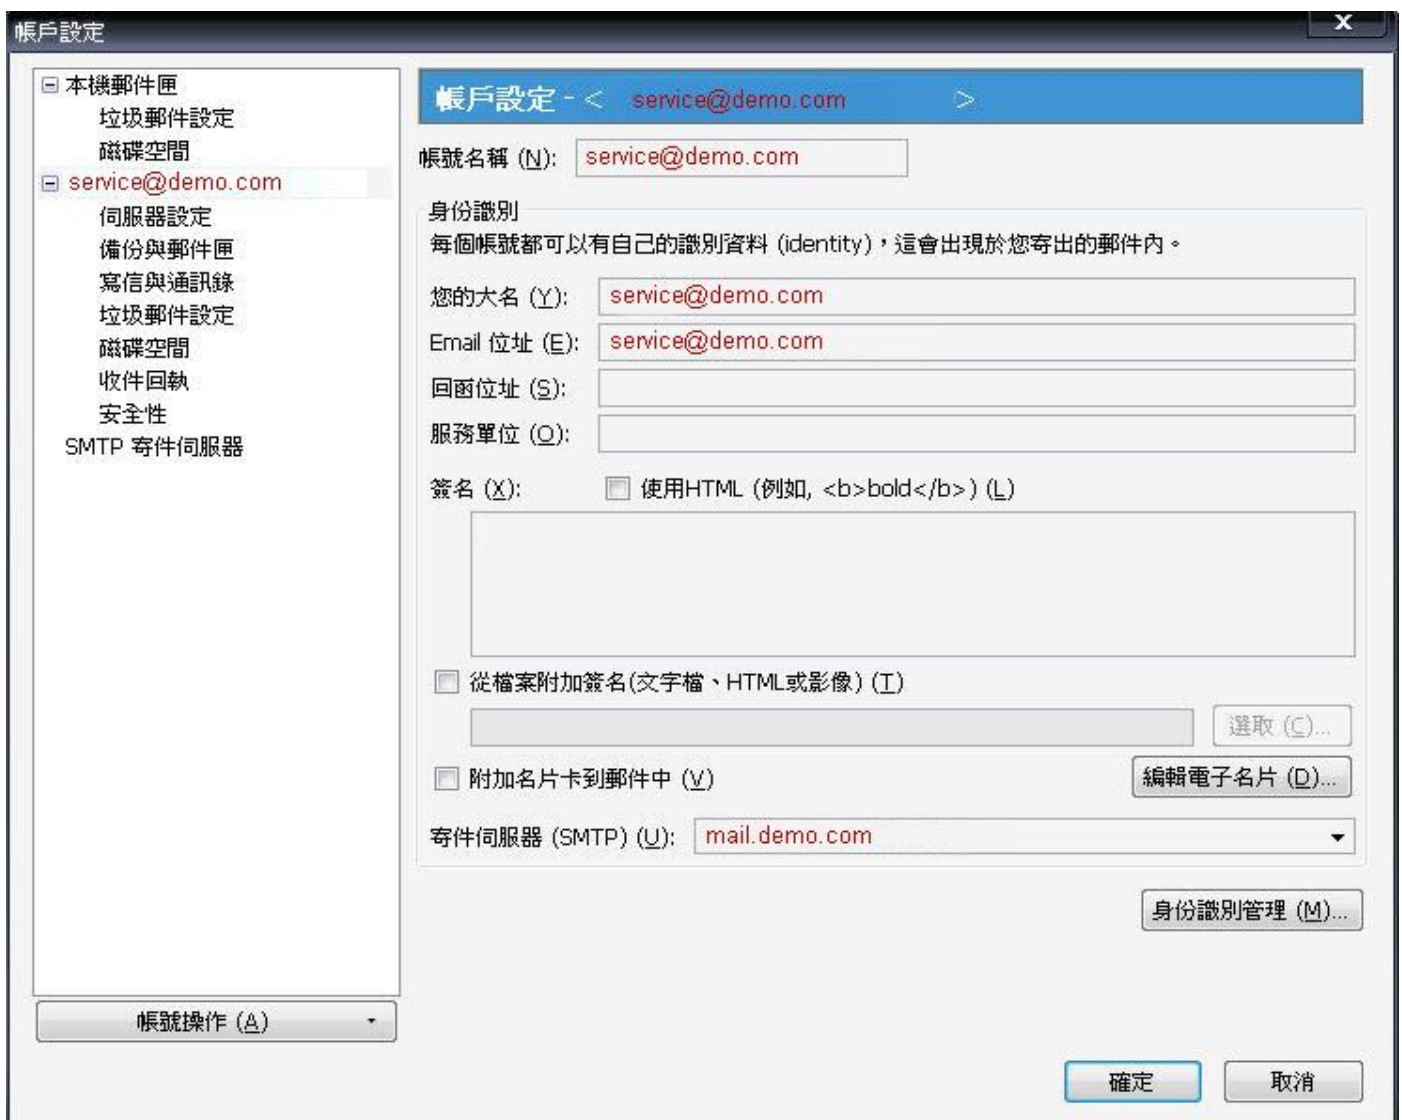 帳戶設定
X
本機郵件匣
垃圾郵件設定
磁碟空間
service@demo.com
伺服器設定
備份與郵件匣
寫信與通訊錄
垃圾郵件設定
磁碟空間
收件回執
安全性
SMTP 寄件伺服器
帳號操作 (A)
帳戶設定 - < service@demo.com >
帳號名稱 (N): service@demo.com
身份識別
每個帳號都可以有自己的識別資料 (identity)，這會出現於您寄出的郵件內。
您的大名 (Y): service@demo.com
Email 位址 (E): service@demo.com
回函位址 (S):
服務單位 (O):
簽名 (X): 使用HTML (例如, <b>bold</b>) (L)
從檔案附加簽名(文字檔、HTML或影像) (T)
選取 (C)...
附加名片卡到郵件中 (V) 編輯電子名片 (D)...
寄件伺服器 (SMTP) (U): mail.demo.com
身份識別管理 (M)...
確定 取消